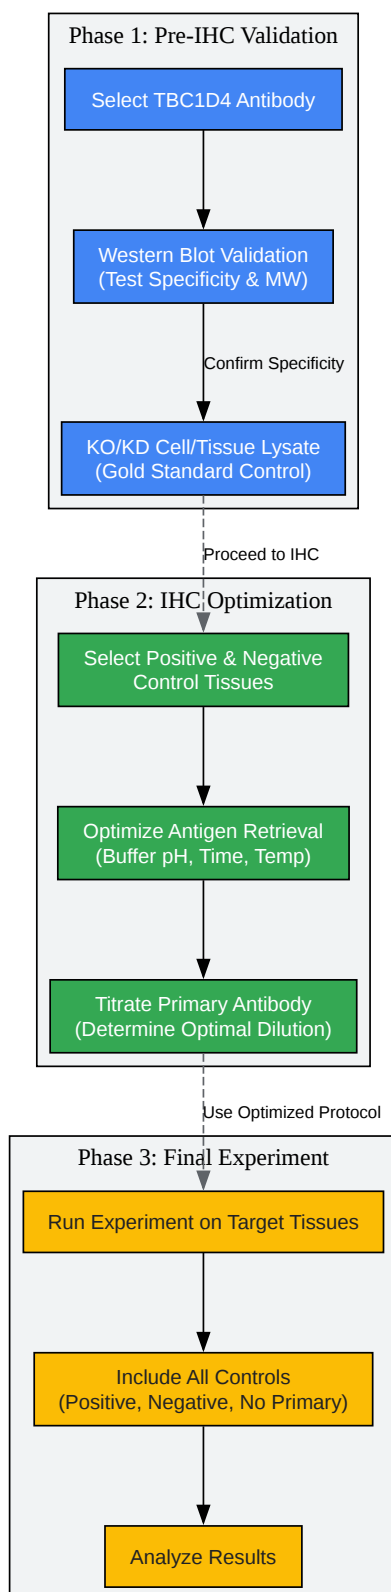 Phase 1: Pre-IHC Validation
Select TBC1D4 Antibody
Western Blot Validation
(Test Specificity & MW)
Confirm Specificity
KO/KD Cell/Tissue Lysate
(Gold Standard Control)
Proceed to IHC
Phase 2: IHC Optimization
Select Positive & Negative
Control Tissues
Optimize Antigen Retrieval
(Buffer pH, Time, Temp)
Titrate Primary Antibody
(Determine Optimal Dilution)
Use Optimized Protocol
Phase 3: Final Experiment
Run Experiment on Target Tissues
Include All Controls
(Positive, Negative, No Primary)
Analyze Results